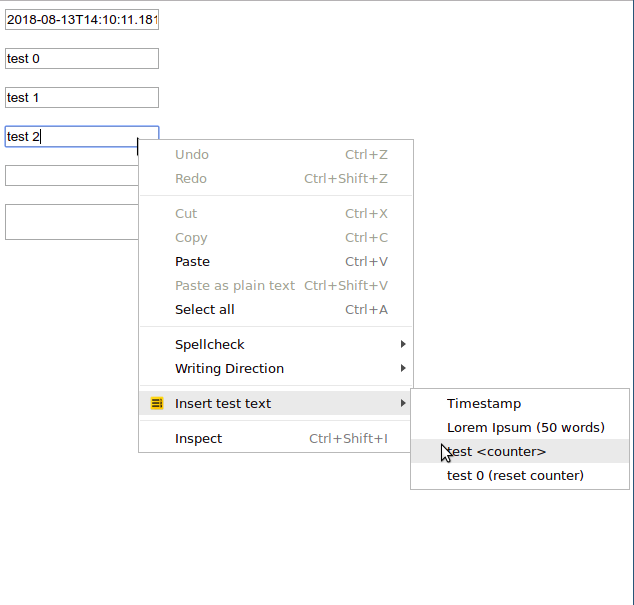 2018-08-13T14:10:11.181
test 0
test 1
test 2
Undo Ctrl+Z
Redo Ctrl+Shift+Z
Cut Ctrl+X
Copy Ctrl+C
Paste Ctrl+V
Paste as plain text Ctrl+Shift+V
Select all Ctrl+A
Spellcheck
Writing Direction
Insert test text
Inspect Ctrl+Shift+I
Timestamp
Lorem Ipsum (50 words)
test <counter>
test 0 (reset counter)